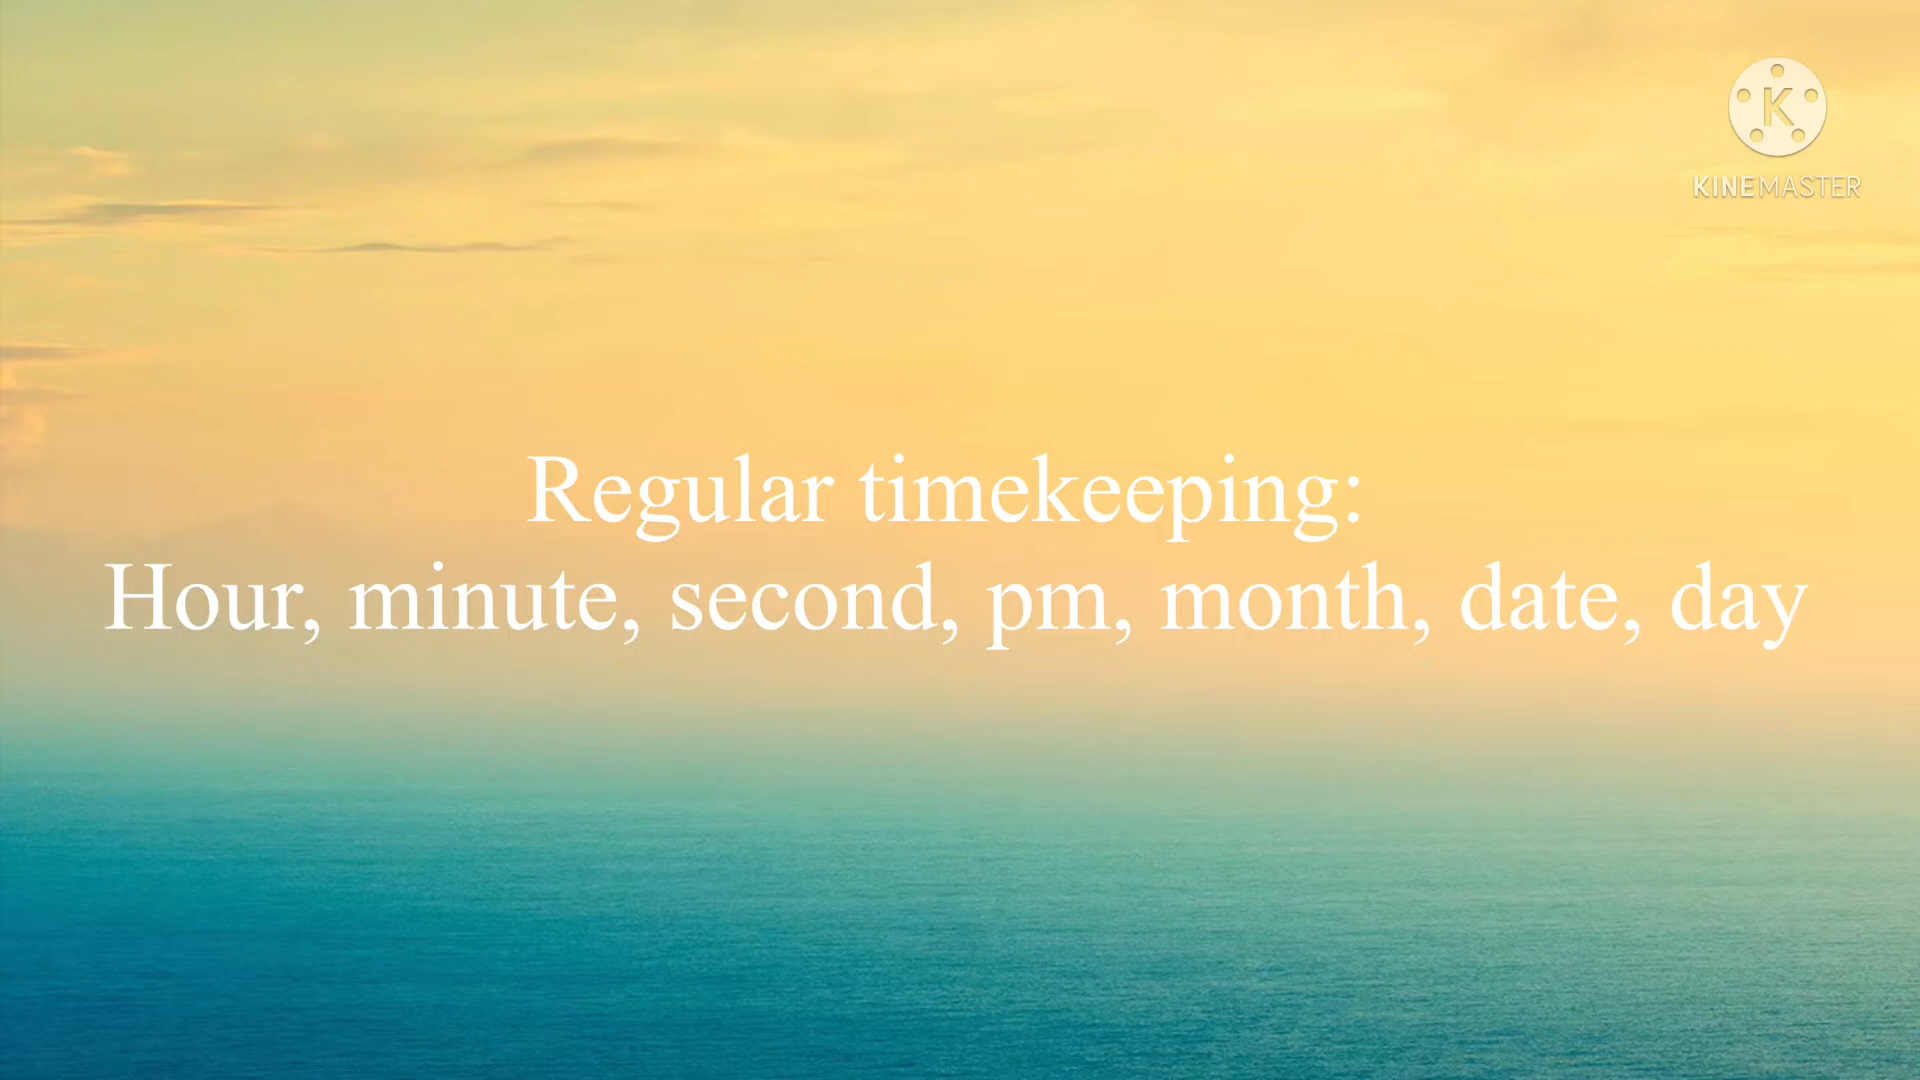 K
KINEMASTER
Regular timekeeping:
Hour, minute, second, pm, month, date, day